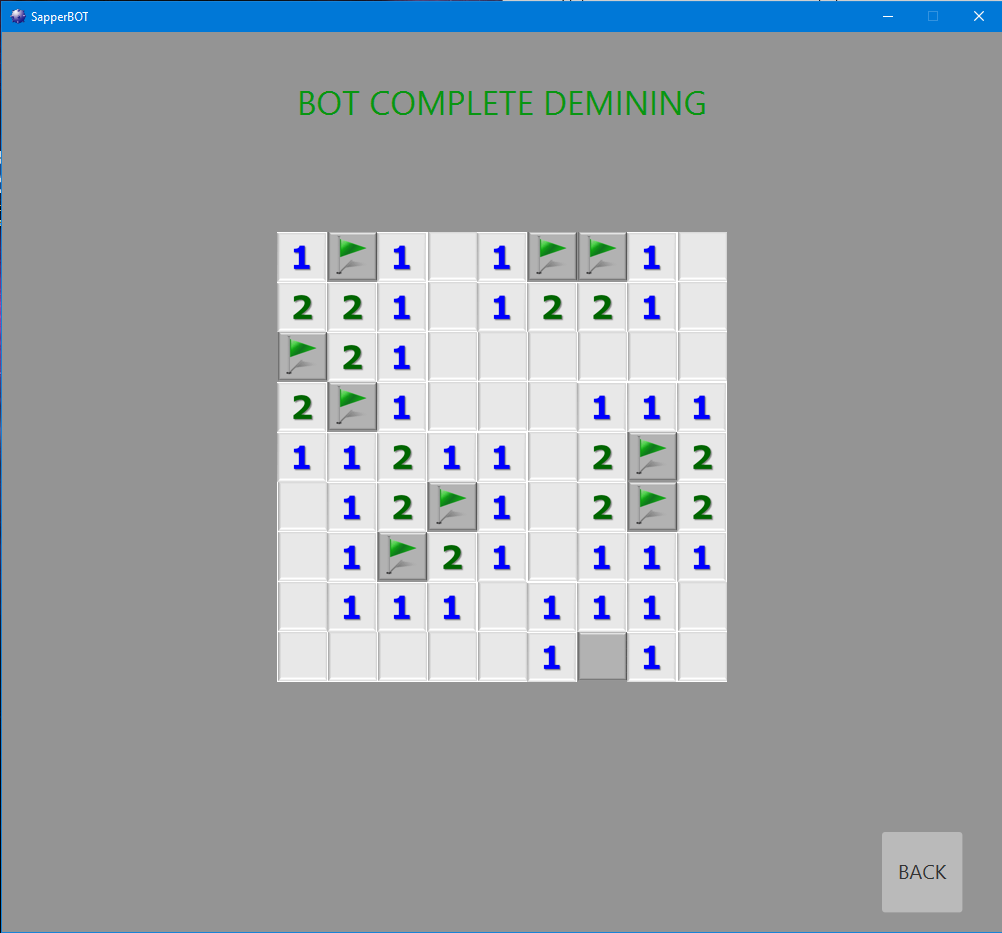 SapperBOT
BOT COMPLETE DEMINING
1 1 1 1
2 2 1 1 2 2 1
2 1
2 1 1 1 1
1 1 2 1 1 2 2
1 2 1 2 2
1 2 1 1 1 1
1 1 1 1 1 1
1 1
BACK